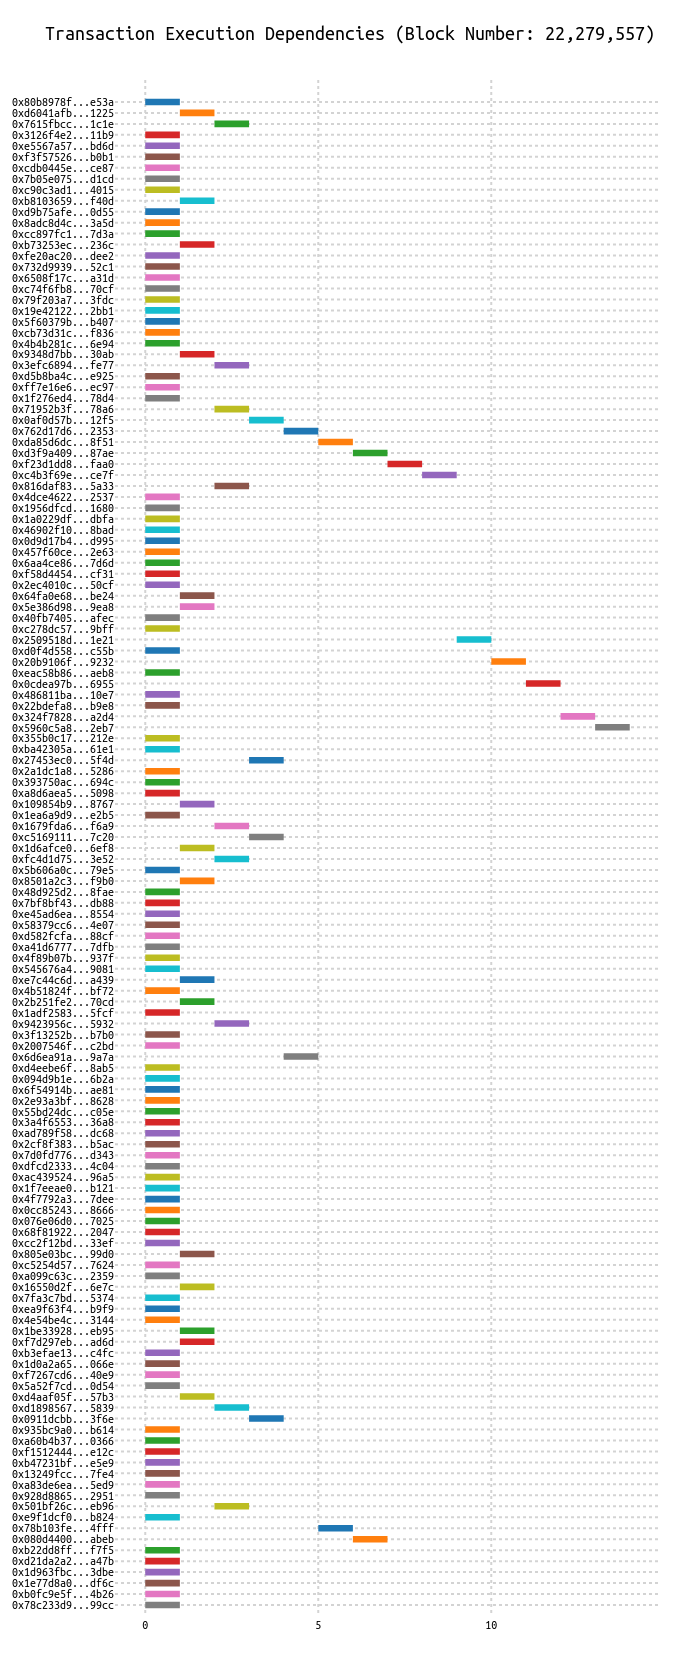 Transaction Execution Dependencies (Block Number: 22,279,557)
0x80b8978f...e53a
0xd6041afb...1225
0x7615fbcc...1c1e
0x3126f4e2...11b9
0xe5567a57...bd6d
0xf3f57526...b0b1
0xcdb0445e...ce87
0x7b05e075...d1cd
0xc90c3ad1...4015
0xb8103659...f40d
0xd9b75afe...0d55
0x8adc8d4c...3a5d
0xcc897fc1...7d3a
0xb73253ec...236c
0xfe20ac20...dee2
0x732d9939...52c1
0x6508f17c...a31d
0xc74f6fb8...70cf
0x79f203a7...3fdc
0x19e42122...2bb1
0x5f60379b...b407
0xcb73d31c...f836
0x4b4b281c...6e94
0x9348d7bb...30ab
0x3efc6894...fe77
0xd5b8ba4c...e925
0xff7e16e6...ec97
0x1f276ed4...78d4
0x71952b3f...78a6
0x0af0d57b...12f5
0x762d17d6...2353
0xda85d6dc...8f51
0xd3f9a409...87ae
0xf23d1dd8...faa0
0xc4b3f69e...ce7f
0x816daf83...5a33
0x4dce4622...2537
0x1956dfcd...1680
0x1a0229df...dbfa
0x46902f10...8bad
0x0d9d17b4...d995
0x457f60ce...2e63
0x6aa4ce86...7d6d
0xf58d4454...cf31
0x2ec4010c...50cf
0x64fa0e68...be24
0x5e386d98...9ea8
0x40fb7405...afec
0xc278dc57...9bff
0x2509518d...1e21
0xd0f4d558...c55b
0x20b9106f...9232
0xeac58b86...aeb8
0x0cdea97b...6955
0x486811ba...10e7
0x22bdefa8...b9e8
0x324f7828...a2d4
0x5960c5a8...2eb7
0x355b0c17...212e
0xba42305a...61e1
0x27453ec0...5f4d
0x2a1dc1a8...5286
0x393750ac...694c
0xa8d6aea5...5098
0x109854b9...8767
0x1ea6a9d9...e2b5
0x1679fda6...f6a9
0xc5169111...7c20
0x1d6afce0...6ef8
0xfc4d1d75...3e52
0x5b606a0c...79e5
0x8501a2c3...f9b0
0x48d925d2...8fae
0x7bf8bf43...db88
0xe45ad6ea...8554
0x58379cc6...4e07
0xd582fcfa...88cf
0xa41d6777...7dfb
0x4f89b07b...937f
0x545676a4...9081
0xe7c44c6d...a439
0x4b51824f...bf72
0x2b251fe2...70cd
0x1adf2583...5fcf
0x9423956c...5932
0x3f13252b...b7b0
0x2007546f...c2bd
0x6d6ea91a...9a7a
0xd4eebe6f...8ab5
0x094d9b1e...6b2a
0x6f54914b...ae81
0x2e93a3bf...8628
0x55bd24dc...c05e
0x3a4f6553...36a8
0xad789f58...dc68
0x2cf8f383...b5ac
0x7d0fd776...d343
0xdfcd2333...4c04
0xac439524...96a5
0x1f7eeae0...b121
0x4f7792a3...7dee
0x0cc85243...8666
0x076e06d0...7025
0x68f81922...2047
0xcc2f12bd...33ef
0x805e03bc...99d0
0xc5254d57...7624
0xa099c63c...2359
0x16550d2f...6e7c
0x7fa3c7bd...5374
0xea9f63f4...b9f9
0x4e54be4c...3144
0x1be33928...eb95
0xf7d297eb...ad6d
0xb3efae13...c4fc
0x1d0a2a65...066e
0xf7267cd6...40e9
0x5a52f7cd...0d54
0xd4aaf05f...57b3
0xd1898567...5839
0x0911dcbb...3f6e
0x935bc9a0...b614
0xa60b4b37...0366
0xf1512444...e12c
0xb47231bf...e5e9
0x13249fcc...7fe4
0xa83de6ea...5ed9
0x928d8865...2951
0x501bf26c...eb96
0xe9f1dcf0...b824
0x78b103fe...4fff
0x080d4400...abeb
0xb22dd8ff...f7f5
0xd21da2a2...a47b
0x1d963fbc...3dbe
0x1e77d8a0...df6c
0xb0fc9e5f...4b26
0x78c233d9...99cc
0 5 10